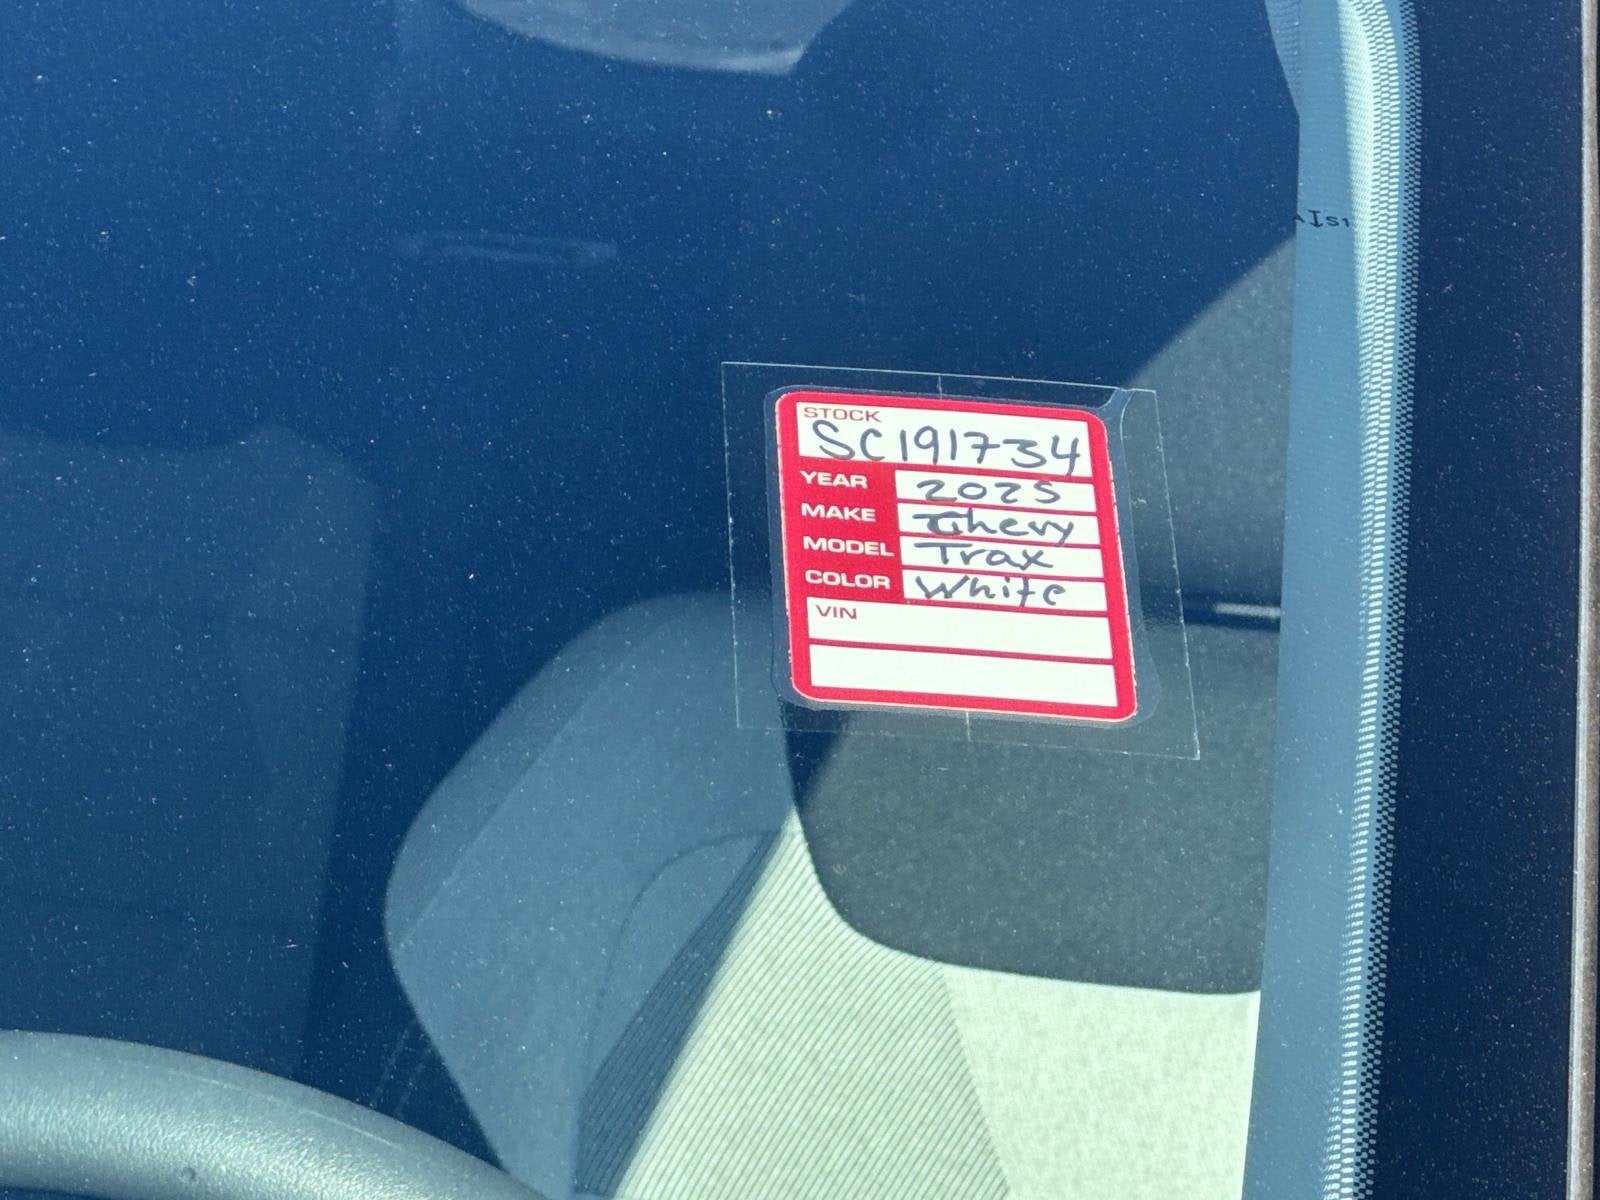 STOCK
SC191734
YEAR 2025
MAKE Chevy
MODEL Trax
COLOR White
VIN